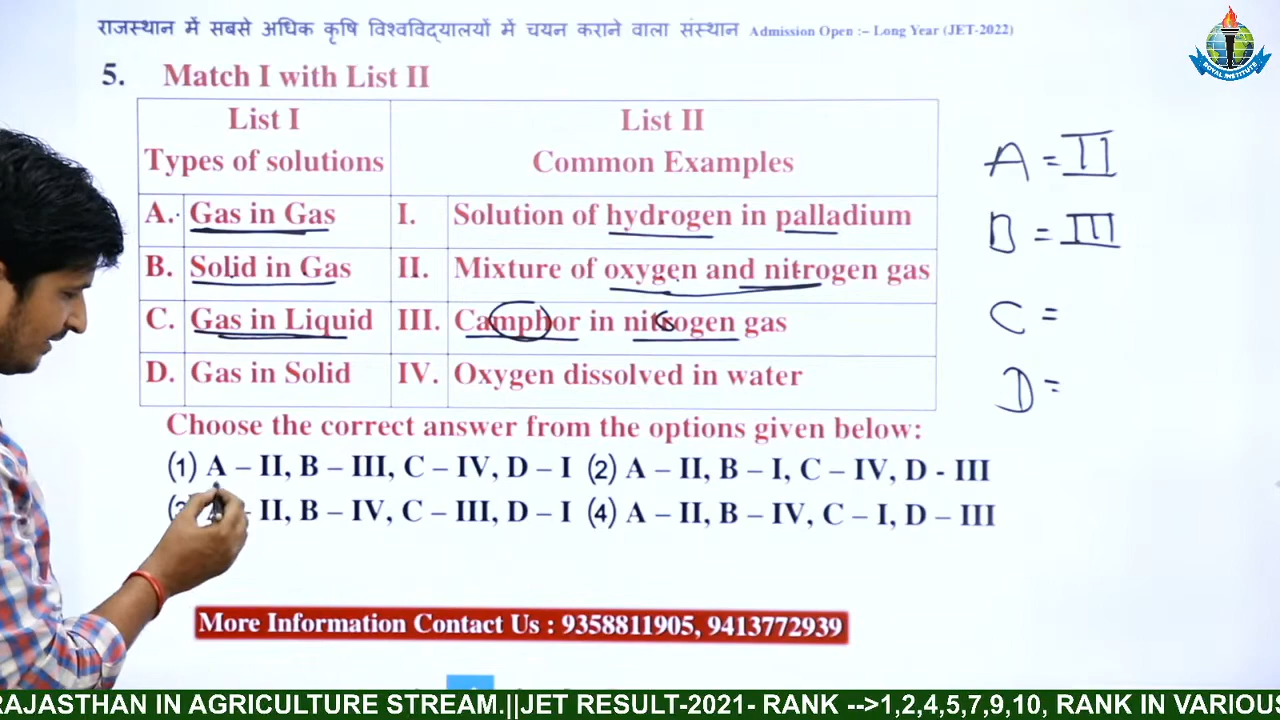 राजस्थान में सबसे अधिक कृषि विश्वविद्यालयों में चयन कराने वाला संस्थान Admission Open :– Long Year (JET-2022)
ROYAL INSTITUTE
5. Match I with List II
List I List II
Types of solutions Common Examples
A. Gas in Gas I. Solution of hydrogen in palladium
B. Solid in Gas II. Mixture of oxygen and nitrogen gas
C. Gas in Liquid III. Camphor in nitrogen gas
D. Gas in Solid IV. Oxygen dissolved in water
A = II
B = III
C =
D =
Choose the correct answer from the options given below:
(1) A – II, B – III, C – IV, D – I (2) A – II, B – I, C – IV, D - III
– II, B – IV, C – III, D – I (4) A – II, B – IV, C – I, D – III
More Information Contact Us : 9358811905, 9413772939
RAJASTHAN IN AGRICULTURE STREAM.||JET RESULT-2021- RANK -->1,2,4,5,7,9,10, RANK IN VARIOUS